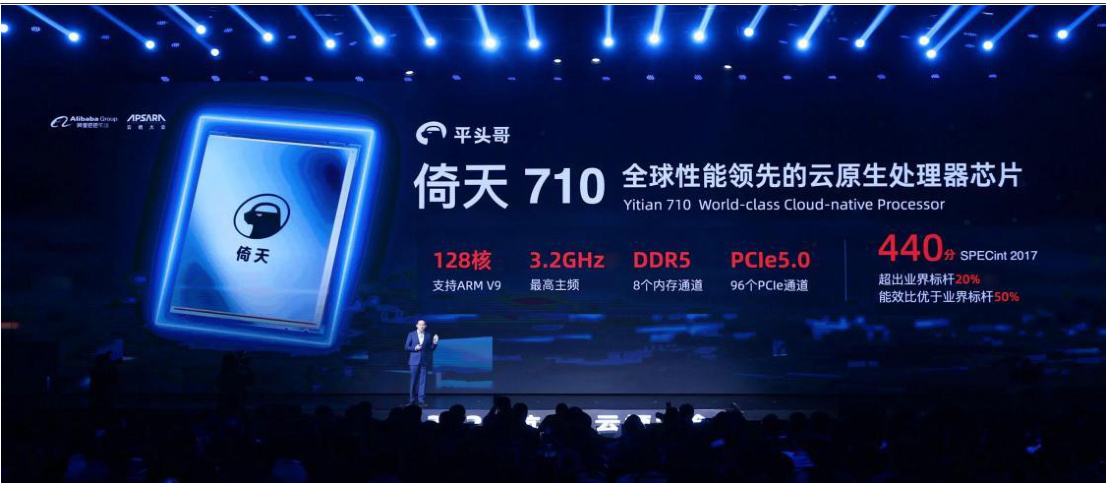 Alibaba Group
阿里巴巴集团
APSARA
云栖大会
平头哥
倚天 710
全球性能领先的云原生处理器芯片
Yitian 710 World-class Cloud-native Processor
倚天
128核
支持ARM V9
3.2GHz
最高主频
DDR5
8个内存通道
PCIe5.0
96个PCIe通道
440分 SPECint 2017
超出业界标杆20%
能效比优于业界标杆50%
云